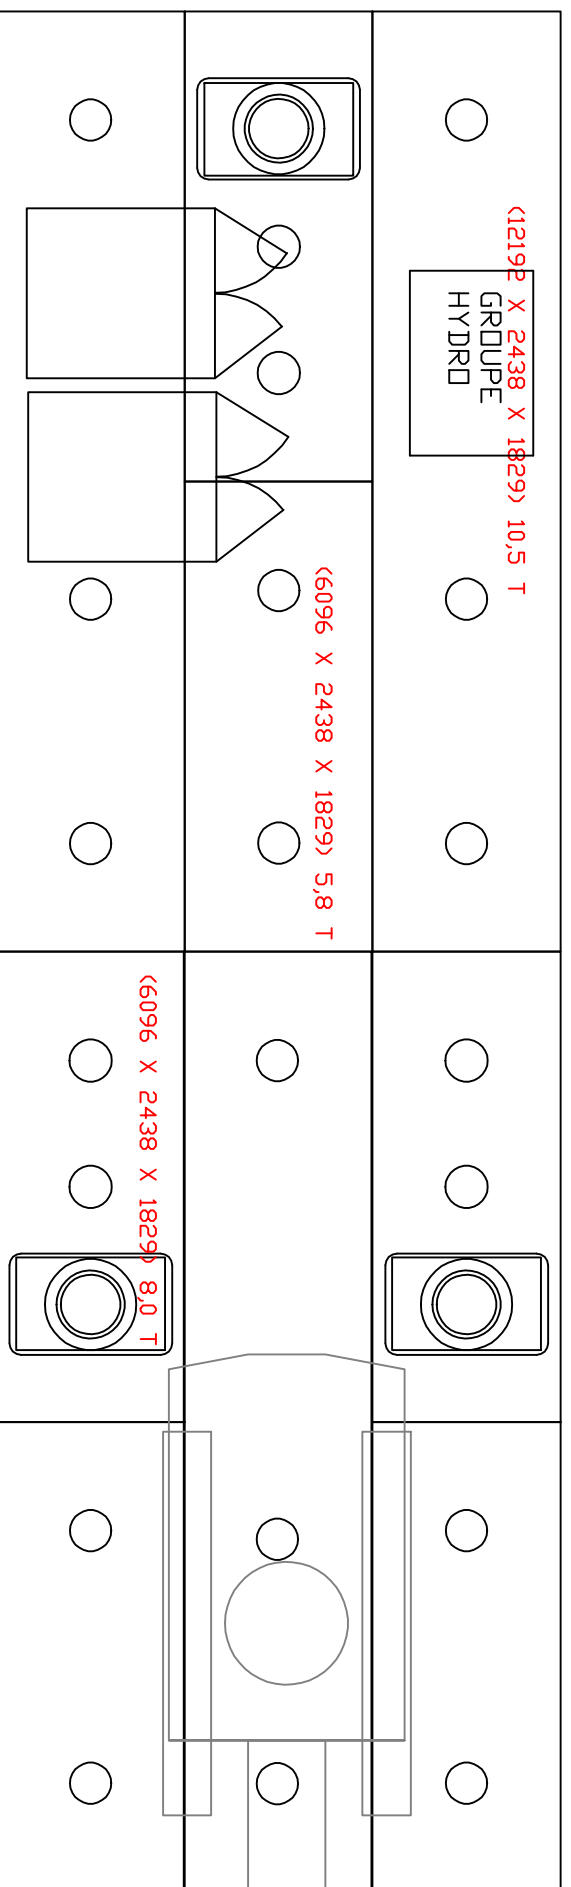 (12192 X 2438 X 1829) 10,5 T
GROUPE
HYDRO
(6096 X 2438 X 1829) 5,8 T
(6096 X 2438 X 1829) 8,0 T